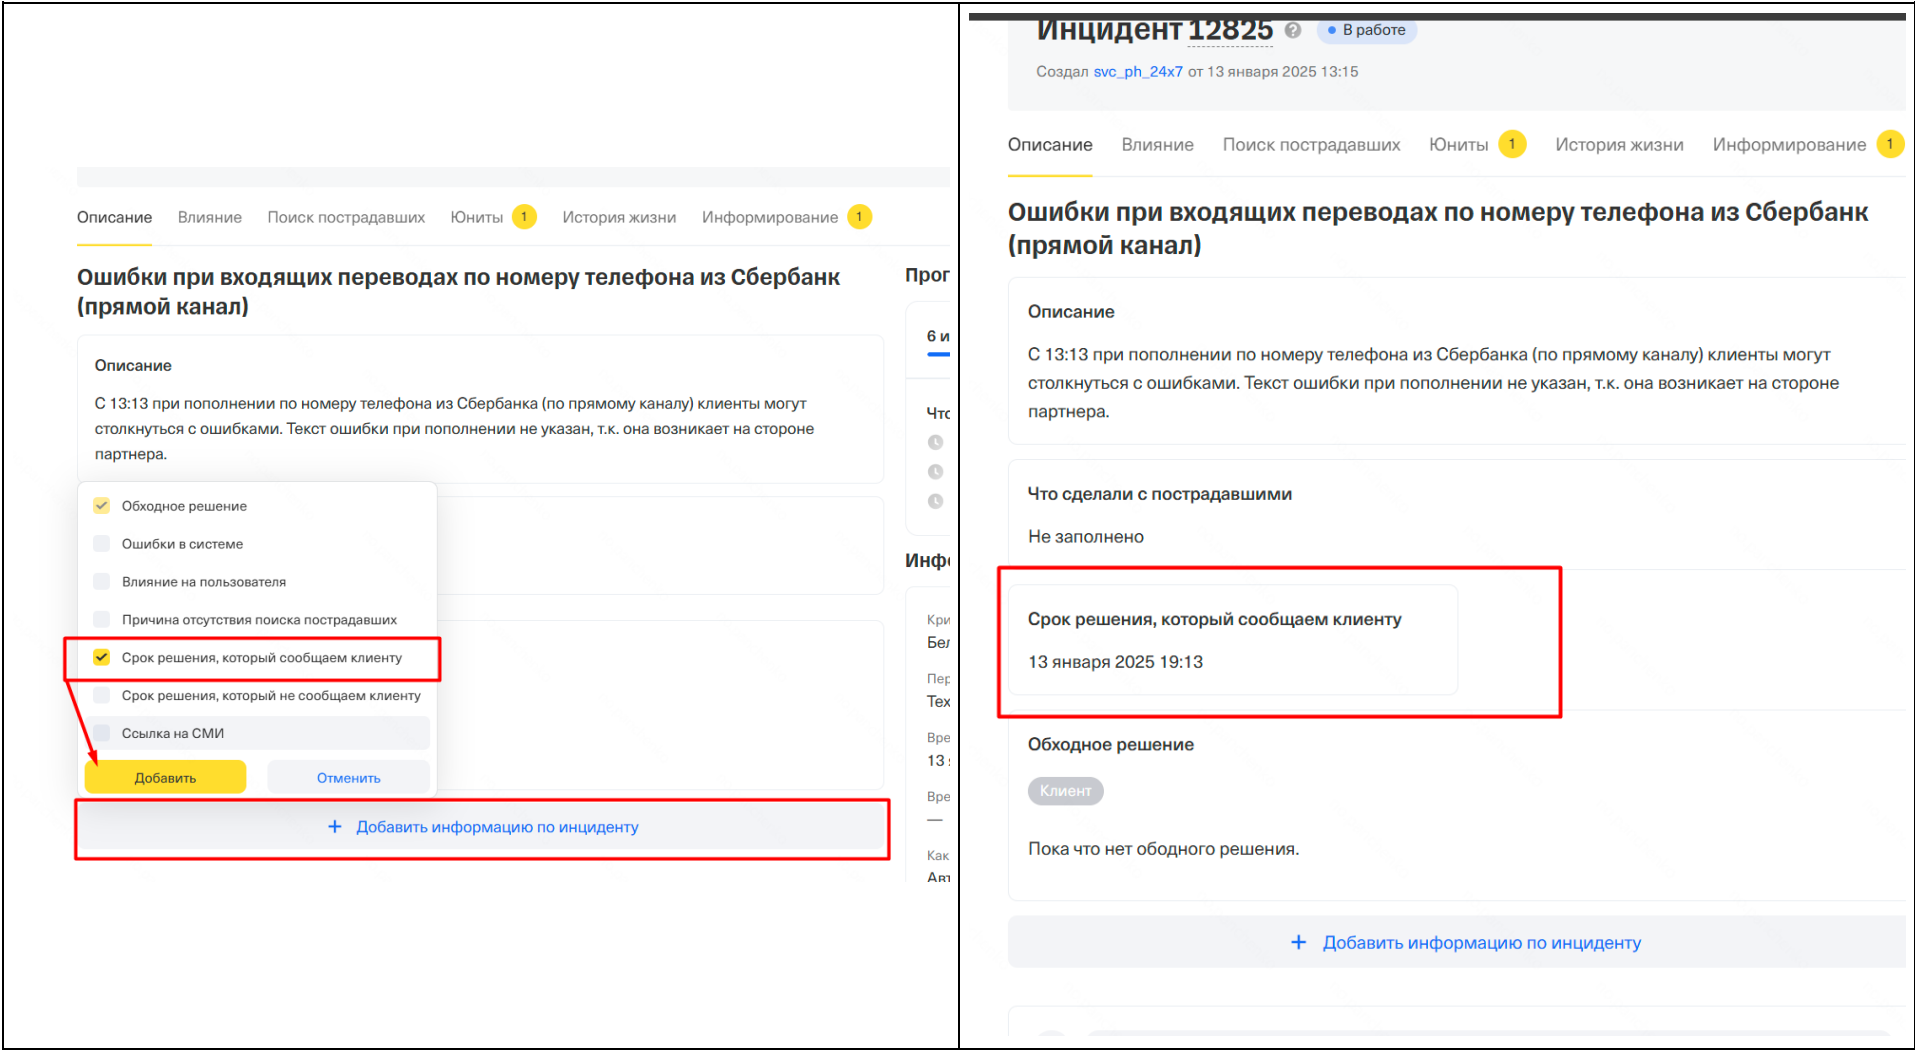 Описание Влияние Поиск пострадавших Юниты 1 История жизни Информирование 1
Ошибки при входящих переводах по номеру телефона из Сбербанк
(прямой канал)
Описание
С 13:13 при пополнении по номеру телефона из Сбербанка (по прямому каналу) клиенты могут
столкнуться с ошибками. Текст ошибки при пополнении не указан, т.к. она возникает на стороне
партнера.
Обходное решение
Ошибки в системе
Влияние на пользователя
Причина отсутствия поиска пострадавших
Срок решения, который сообщаем клиенту
Срок решения, который не сообщаем клиенту
Ссылка на СМИ
Добавить Отменить
+ Добавить информацию по инциденту
6 и
13
—
Инцидент 12825 ? В работе
Создал svc_ph_24x7 от 13 января 2025 13:15
Описание Влияние Поиск пострадавших Юниты 1 История жизни Информирование 1
Ошибки при входящих переводах по номеру телефона из Сбербанк
(прямой канал)
Описание
С 13:13 при пополнении по номеру телефона из Сбербанка (по прямому каналу) клиенты могут
столкнуться с ошибками. Текст ошибки при пополнении не указан, т.к. она возникает на стороне
партнера.
Что сделали с пострадавшими
Не заполнено
Срок решения, который сообщаем клиенту
13 января 2025 19:13
Обходное решение
Клиент
Пока что нет ободного решения.
+ Добавить информацию по инциденту